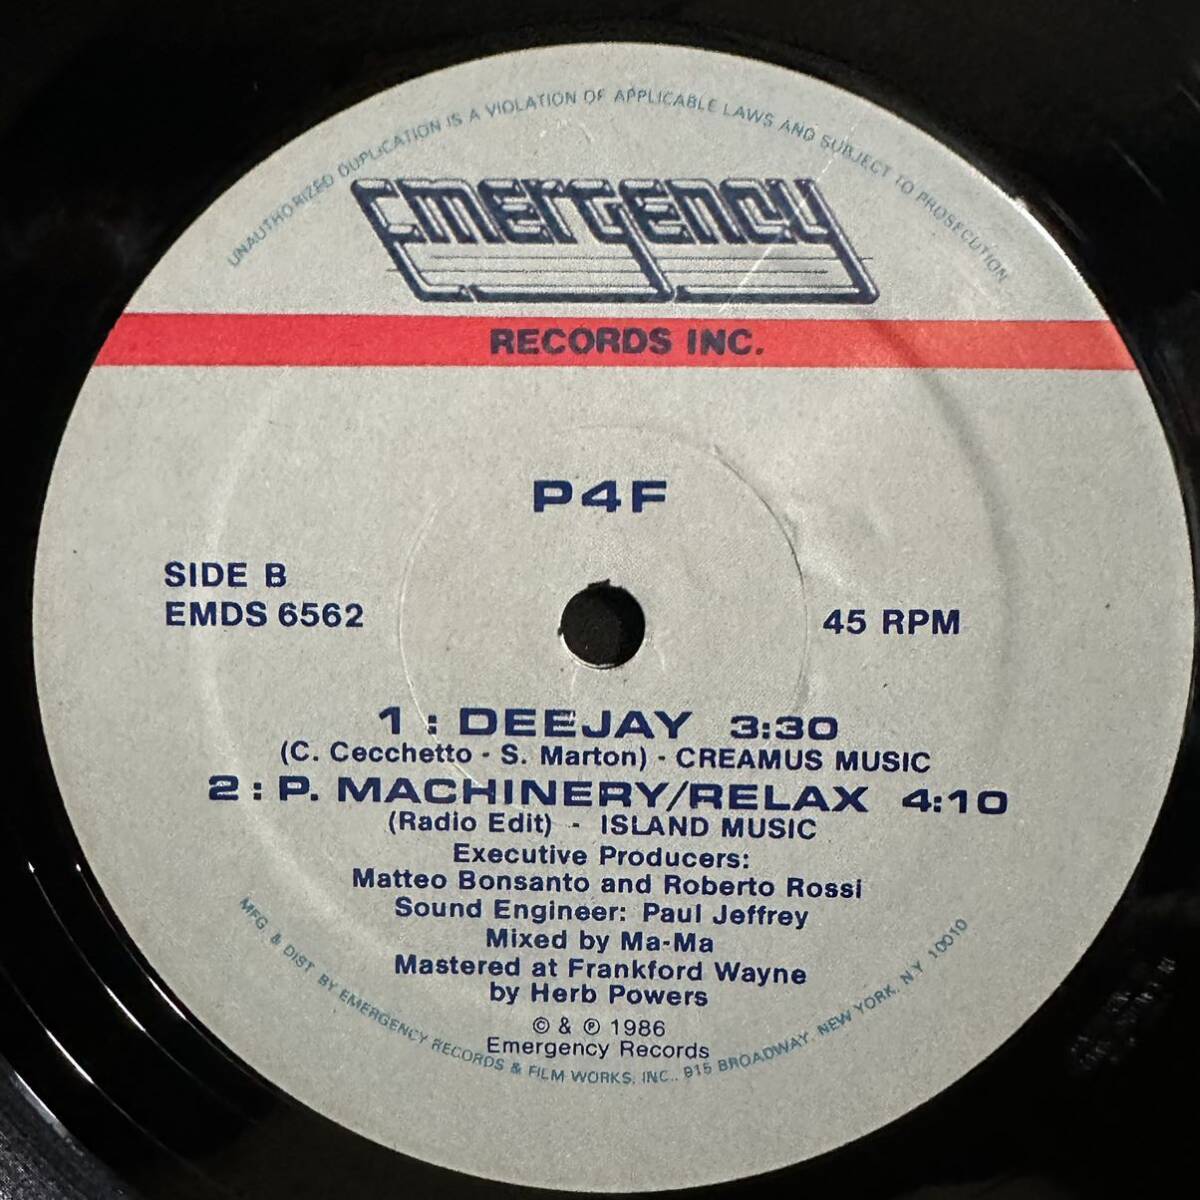 UNAUTHORIZED DUPLICATION IS A VIOLATION OF APPLICABLE LAWS AND SUBJECT TO PROSECUTION
Emergency
RECORDS INC.
P4F
SIDE B
EMDS 6562
45 RPM
1 : DEEJAY 3:30
(C. Cecchetto - S. Marton) - CREAMUS MUSIC
2 : P. MACHINERY/RELAX 4:10
(Radio Edit) - ISLAND MUSIC
Executive Producers:
Matteo Bonsanto and Roberto Rossi
Sound Engineer: Paul Jeffrey
Mixed by Ma-Ma
Mastered at Frankford Wayne
by Herb Powers
© & ℗ 1986
Emergency Records
MFG. & DIST. BY EMERGENCY RECORDS & FILM WORKS, INC., 915 BROADWAY, NEW YORK, N.Y. 10010